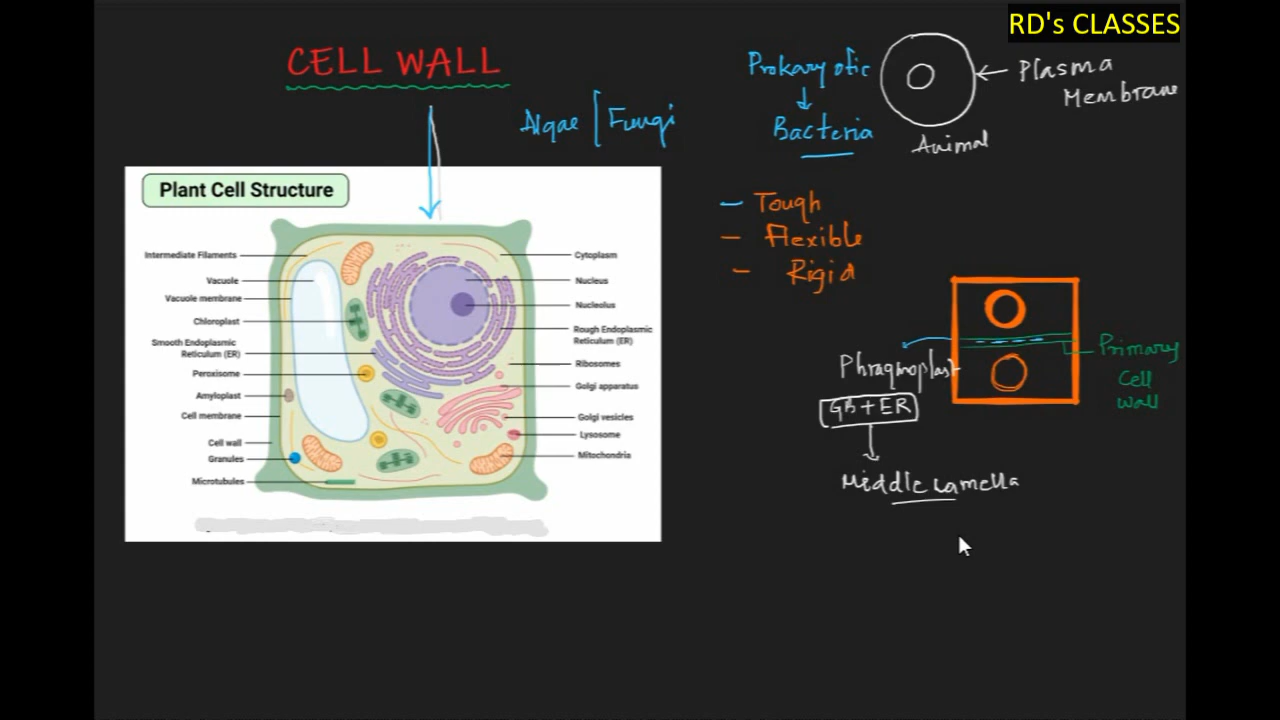 RD's CLASSES
CELL WALL
Algae | Fungi
Prokaryotic
Bacteria
Plasma
Membrane
Animal
Plant Cell Structure
Intermediate Filaments
Vacuole
Vacuole membrane
Chloroplast
Smooth Endoplasmic
Reticulum (ER)
Peroxisome
Amyloplast
Cell membrane
Cell wall
Granules
Microtubules
Cytoplasm
Nucleus
Nucleolus
Rough Endoplasmic
Reticulum (ER)
Ribosomes
Golgi apparatus
Golgi vesicles
Lysosome
Mitochondria
– Tough
– Flexible
– Rigid
Phragmoplast
GB + ER
Middle Lamella
Primary
Cell
Wall